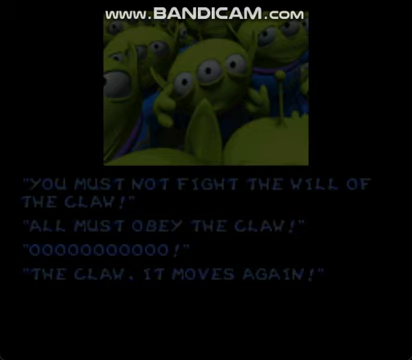 www.BANDICAM.com
"YOU MUST NOT FIGHT THE WILL OF
THE CLAW!"
"ALL MUST OBEY THE CLAW!"
"OOOOOOOOOOO!"
"THE CLAW. IT MOVES AGAIN!"